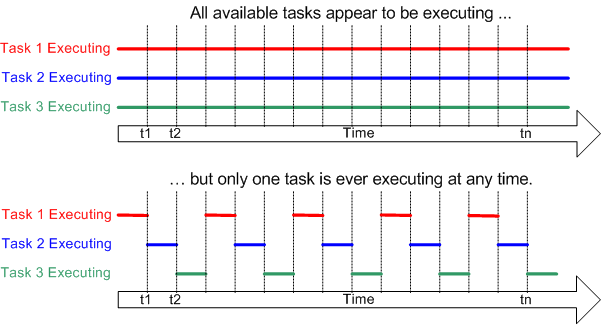 All available tasks appear to be executing ...
Task 1 Executing
Task 2 Executing
Task 3 Executing
t1 t2 Time tn
… but only one task is ever executing at any time.
Task 1 Executing
Task 2 Executing
Task 3 Executing
t1 t2 Time tn